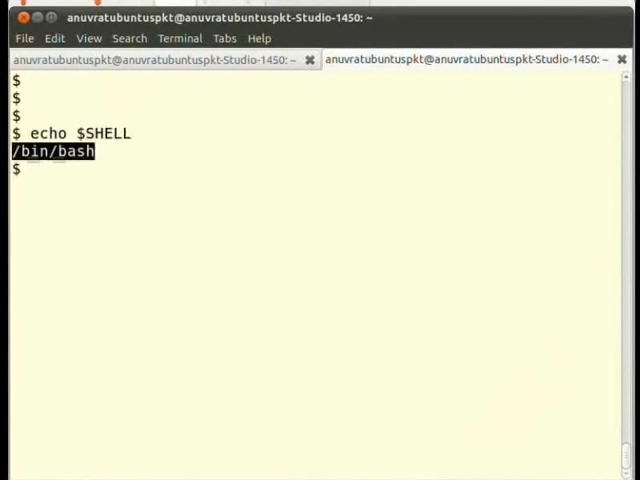 anuvratubuntuspkt@anuvratubuntuspkt-Studio-1450: ~
File Edit View Search Terminal Tabs Help
anuvratubuntuspkt@anuvratubuntuspkt-Studio-1450: ~ ✖ anuvratubuntuspkt@anuvratubuntuspkt-Studio-1450: ~ ✖
$
$
$
$ echo $SHELL
/bin/bash
$